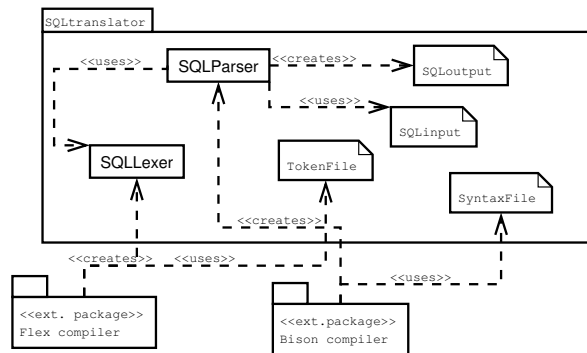 SQLtranslator
<<creates>>
SQLParser
SQLoutput
<<uses>>
<<uses>>
SQLinput
SQLLexer
TokenFile
SyntaxFile
<<creates>>
<<creates>> <<uses>>
<<uses>>
<<ext. package>>
Flex compiler
<<ext.package>>
Bison compiler